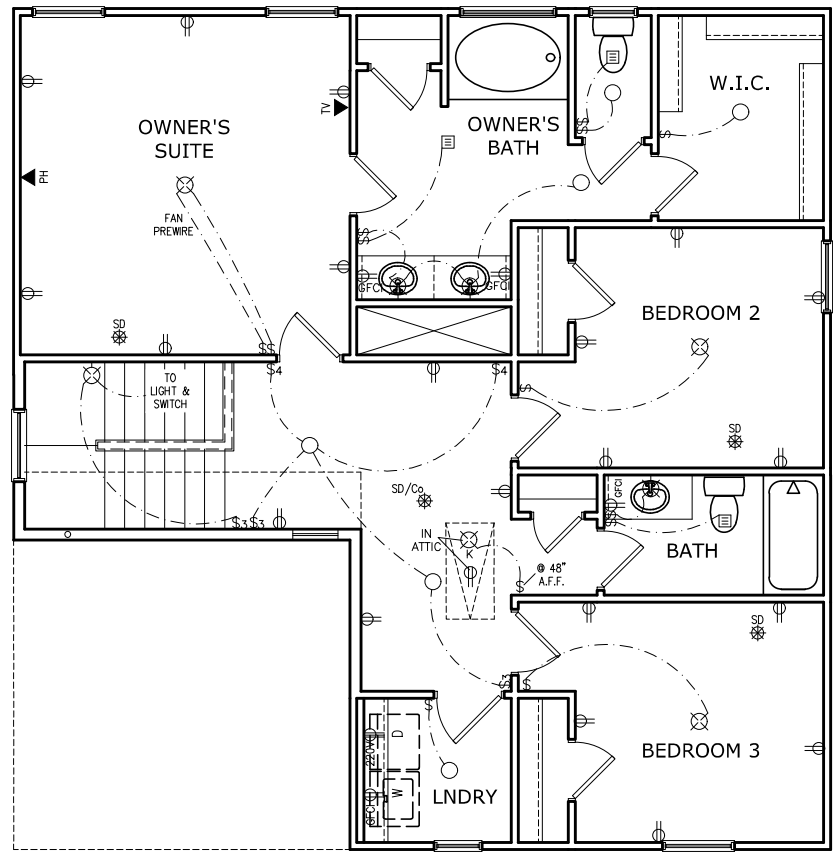 W.I.C.
TV
OWNER'S
SUITE
OWNER'S
BATH
$$
$
PH
FAN
PREWIRE
$$
GFCI
GFCI
BEDROOM 2
SD
$$
$4
$4
TO
LIGHT &
SWITCH
$
SD
SD/Co
GFCI
$$
$3$3
IN
ATTIC
K
BATH
@ 48"
A.F.F.
$
SD
$3
$
$
220V
D
BEDROOM 3
GFCI
W
LNDRY